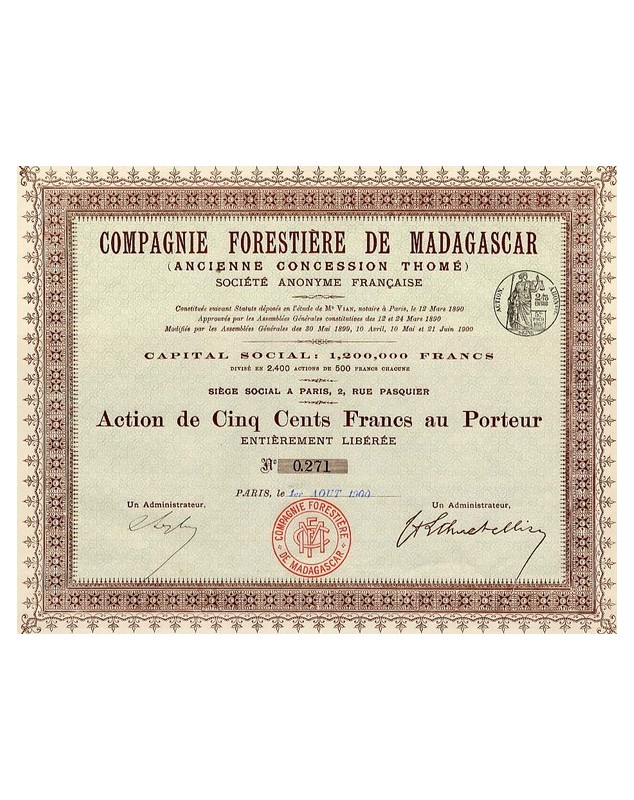 COMPAGNIE FORESTIÈRE DE MADAGASCAR
(ANCIENNE CONCESSION THOMÉ)
SOCIÉTÉ ANONYME FRANÇAISE
Constituée suivant Statuts déposés en l'étude de Me VIAN, notaire à Paris, le 12 Mars 1890
Approuvés par les Assemblées Générales constitutives des 12 et 24 Mars 1890
Modifiés par les Assemblées Générales des 30 Mai 1899, 10 Avril, 10 Mai et 21 Juin 1900
ACTION
ABONNT
CAPITAL SOCIAL: 1,200,000 FRANCS
DIVISÉ EN 2.400 ACTIONS DE 500 FRANCS CHACUNE
SIÈGE SOCIAL A PARIS, 2, RUE PASQUIER
Action de Cinq Cents Francs au Porteur
ENTIÈREMENT LIBÉRÉE
No 0.271
PARIS, le 1er AOUT 1900
Un Administrateur,
Un Administrateur,
COMPAGNIE FORESTIÈRE
DE MADAGASCAR